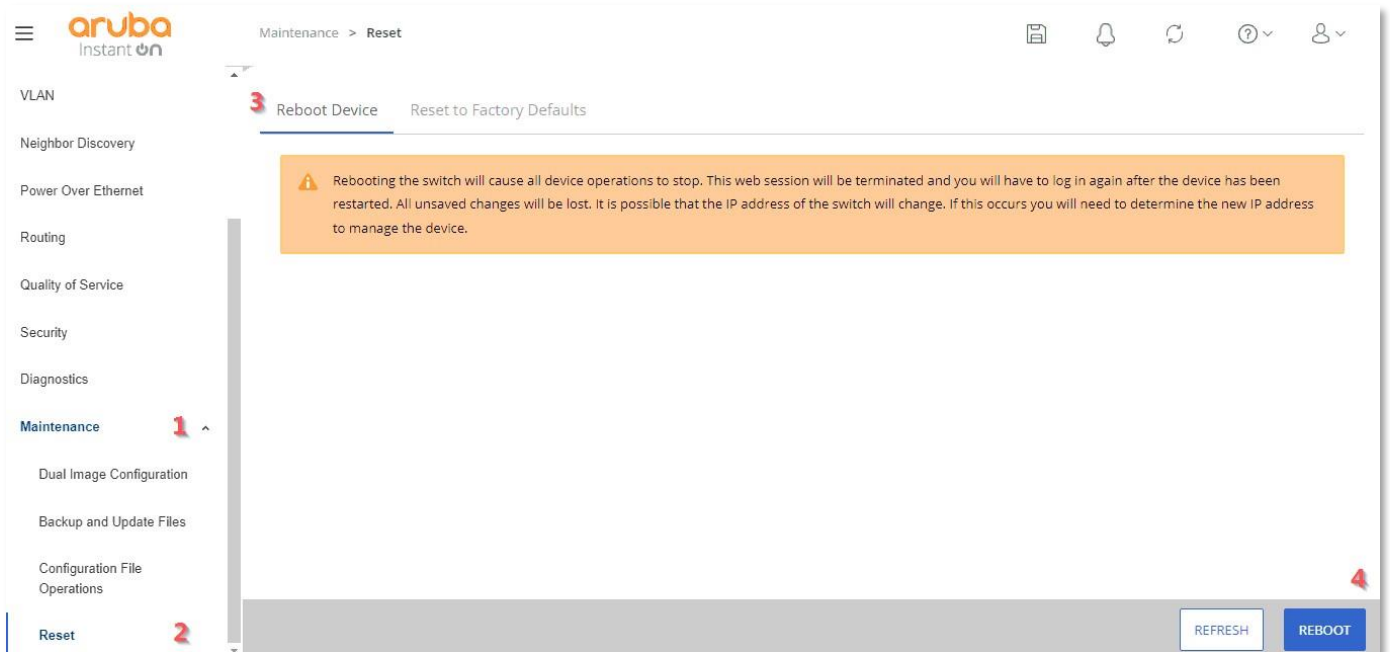 aruba
Instant on
Maintenance > Reset
VLAN
Neighbor Discovery
Power Over Ethernet
Routing
Quality of Service
Security
Diagnostics
Maintenance 1
Dual Image Configuration
Backup and Update Files
Configuration File
Operations
Reset 2
3 Reboot Device Reset to Factory Defaults
Rebooting the switch will cause all device operations to stop. This web session will be terminated and you will have to log in again after the device has been
restarted. All unsaved changes will be lost. It is possible that the IP address of the switch will change. If this occurs you will need to determine the new IP address
to manage the device.
4
REFRESH REBOOT